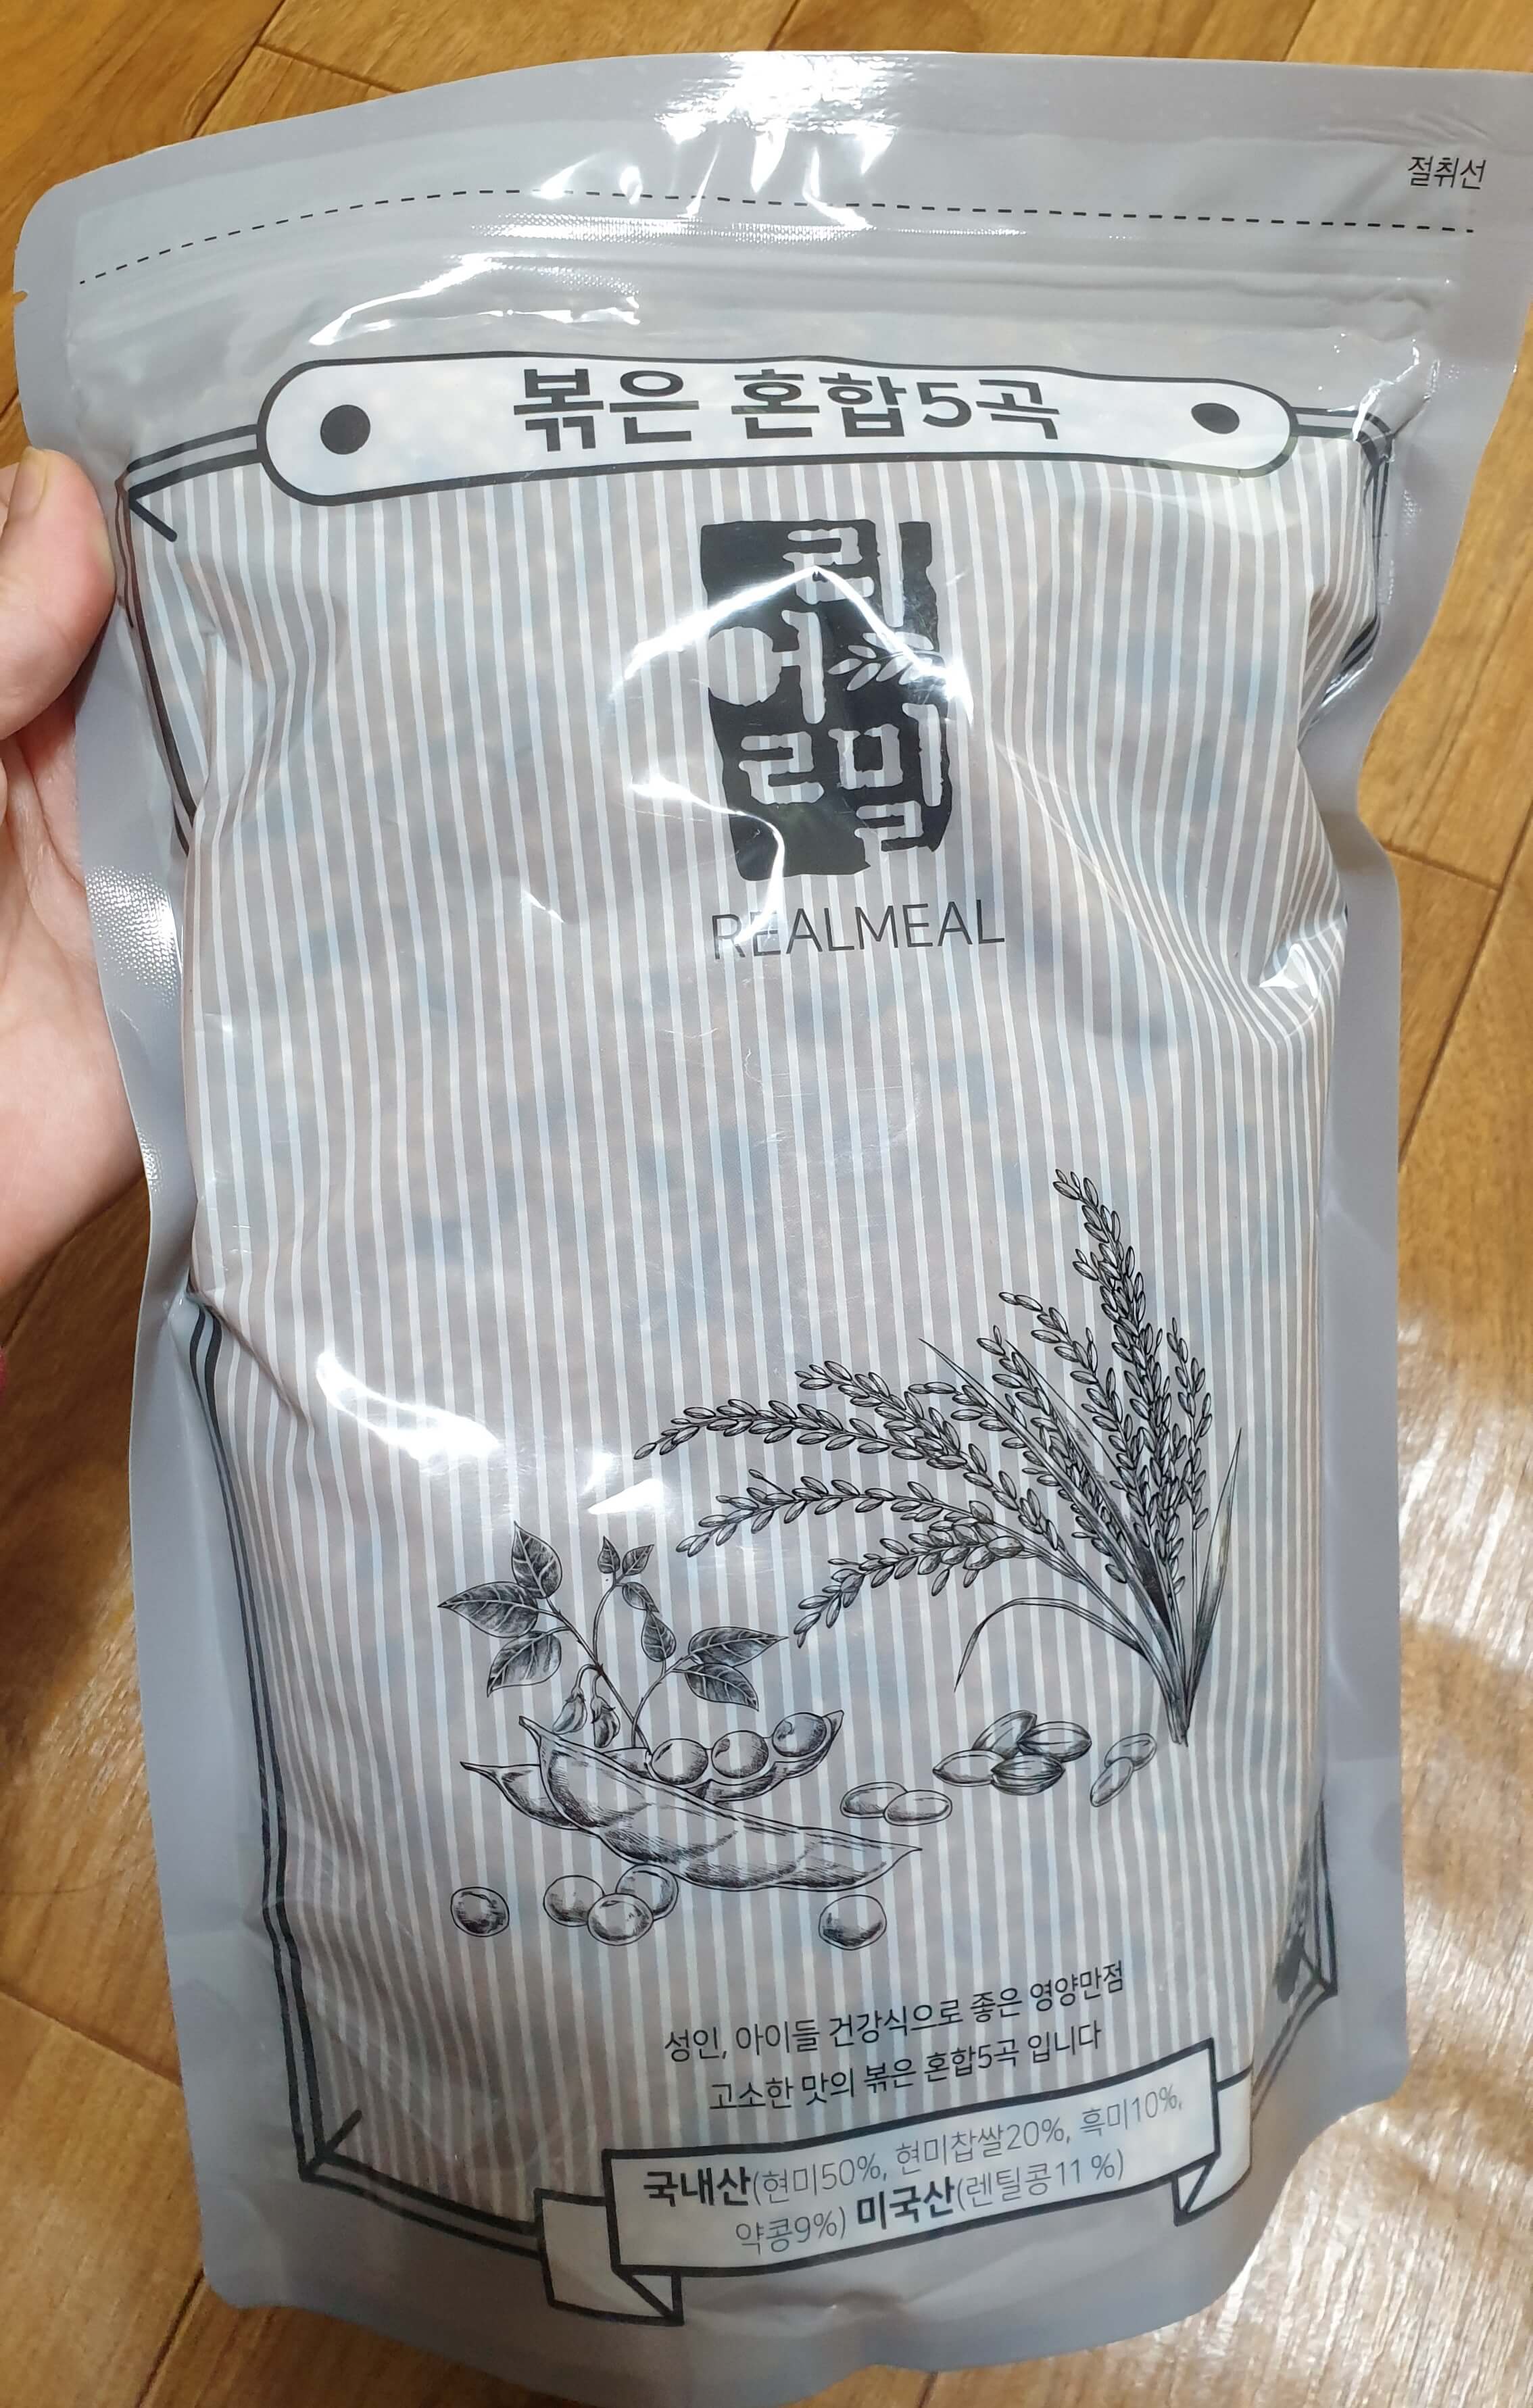 절취선
볶은 혼합5곡
리
어
르밀
REALMEAL
성인, 아이들 건강식으로 좋은 영양만점
고소한 맛의 볶은 혼합5곡 입니다
국내산(현미50%, 현미찹쌀20%, 흑미10%,
약콩9%) 미국산(렌틸콩11 %)